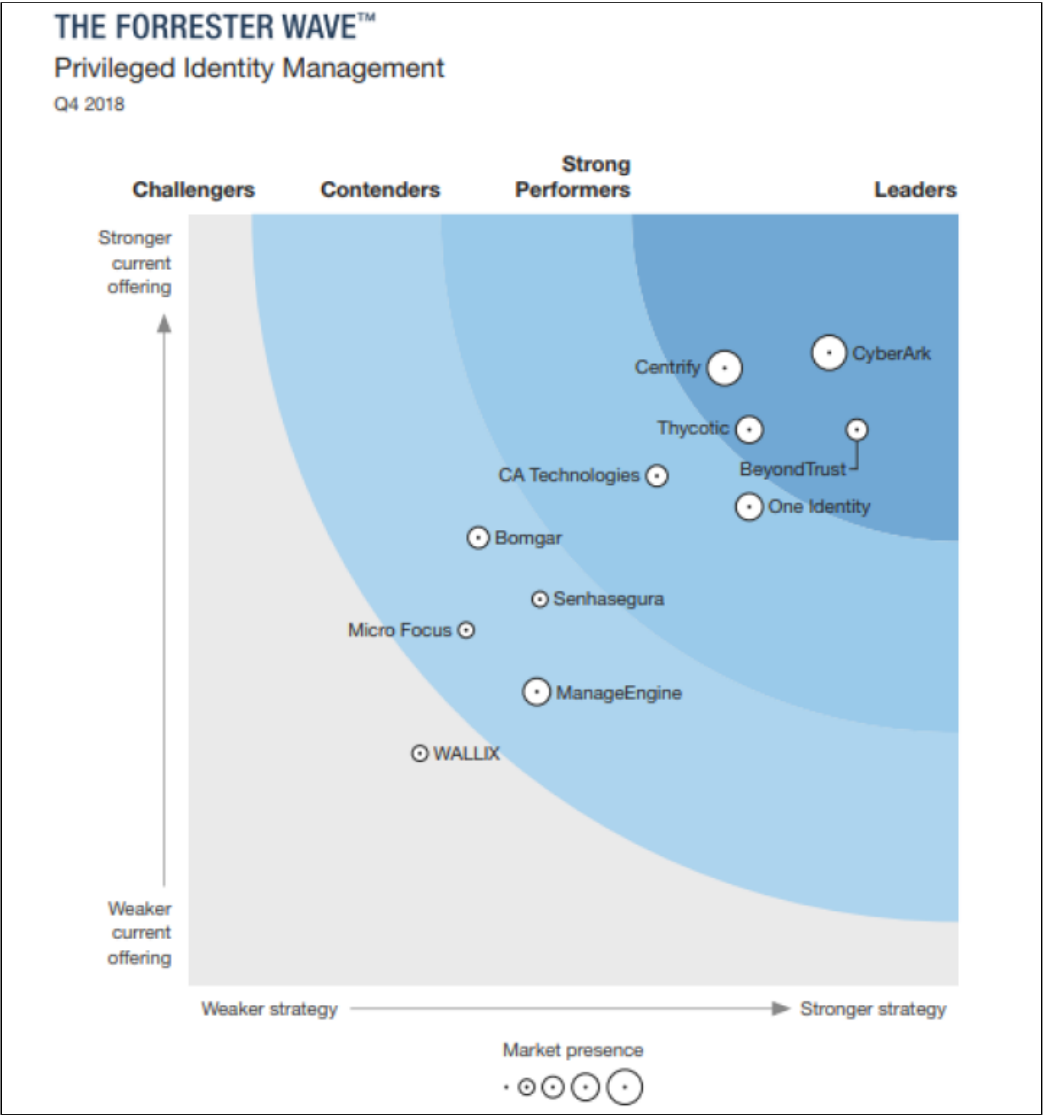 THE FORRESTER WAVE™
Privileged Identity Management
Q4 2018
Challengers
Contenders
Strong
Performers
Leaders
Stronger
current
offering
Centrify
CyberArk
Thycotic
BeyondTrust
CA Technologies
One Identity
Bomgar
Senhasegura
Micro Focus
ManageEngine
WALLIX
Weaker
current
offering
Weaker strategy
Stronger strategy
Market presence